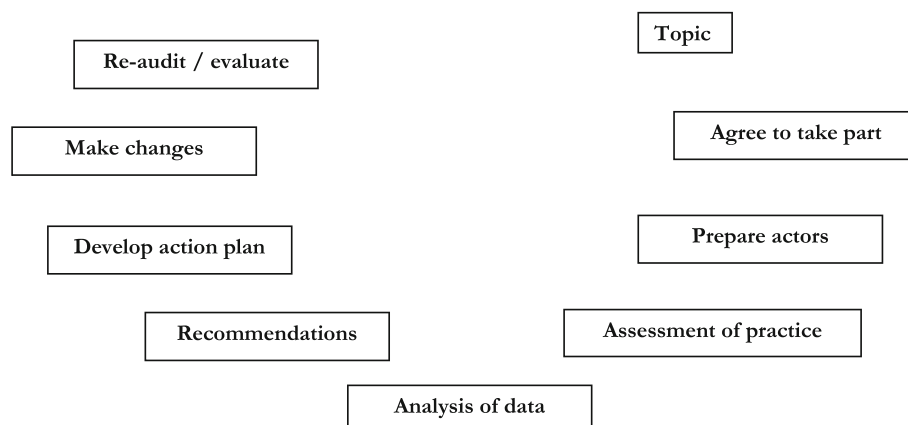 Topic
Re-audit / evaluate
Agree to take part
Make changes
Prepare actors
Develop action plan
Assessment of practice
Recommendations
Analysis of data